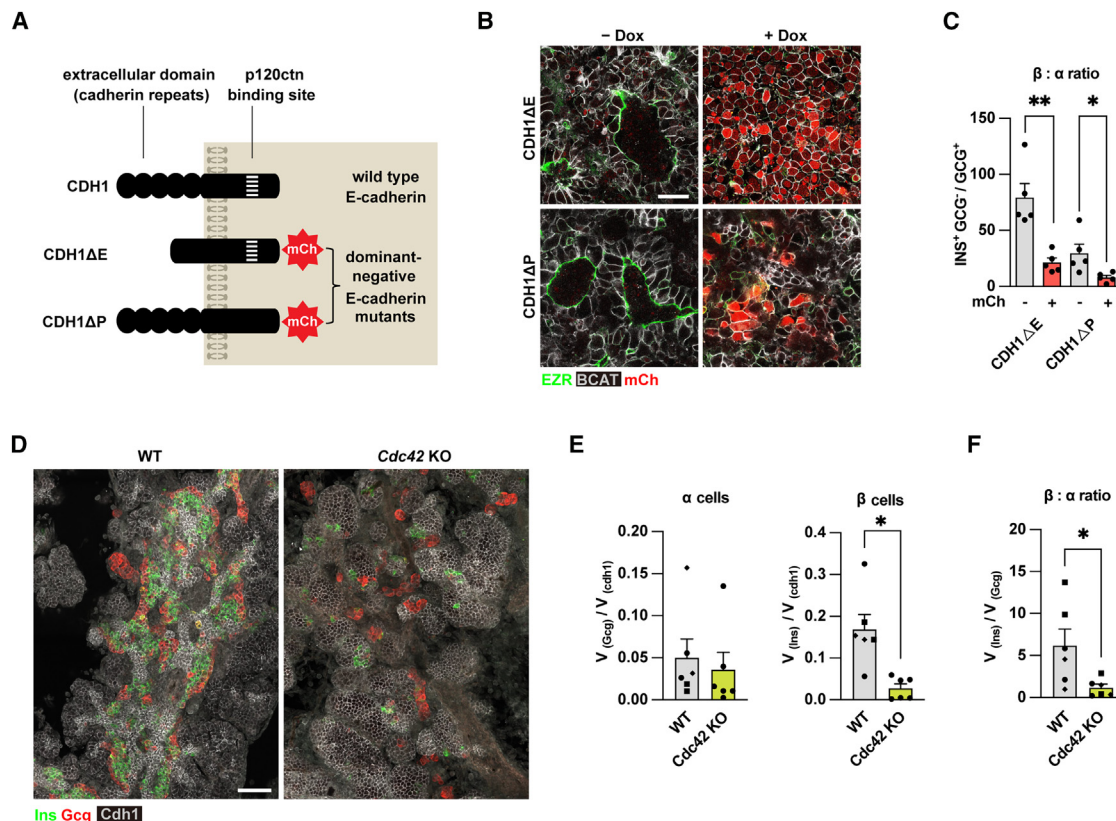 A
extracellular domain
(cadherin repeats)
p120ctn
binding site
CDH1
wild type
E-cadherin
CDH1ΔE
mCh
dominant-
negative
E-cadherin
mutants
CDH1ΔP
mCh
B
− Dox
+ Dox
CDH1ΔE
CDH1ΔP
EZR BCAT mCh
C
β : α ratio
**
*
INS⁺ GCG⁻ / GCG⁺
150
100
50
0
mCh
- + - +
CDH1△E
CDH1△P
D
WT
Cdc42 KO
Ins Gcg Cdh1
E
α cells
V (Gcg) / V (cdh1)
0.20
0.15
0.10
0.05
0.00
WT
Cdc42 KO
β cells
*
V (Ins) / V (cdh1)
0.4
0.3
0.2
0.1
0.0
WT
Cdc42 KO
F
β : α ratio
*
V (Ins) / V (Gcg)
20
15
10
5
0
WT
Cdc42 KO